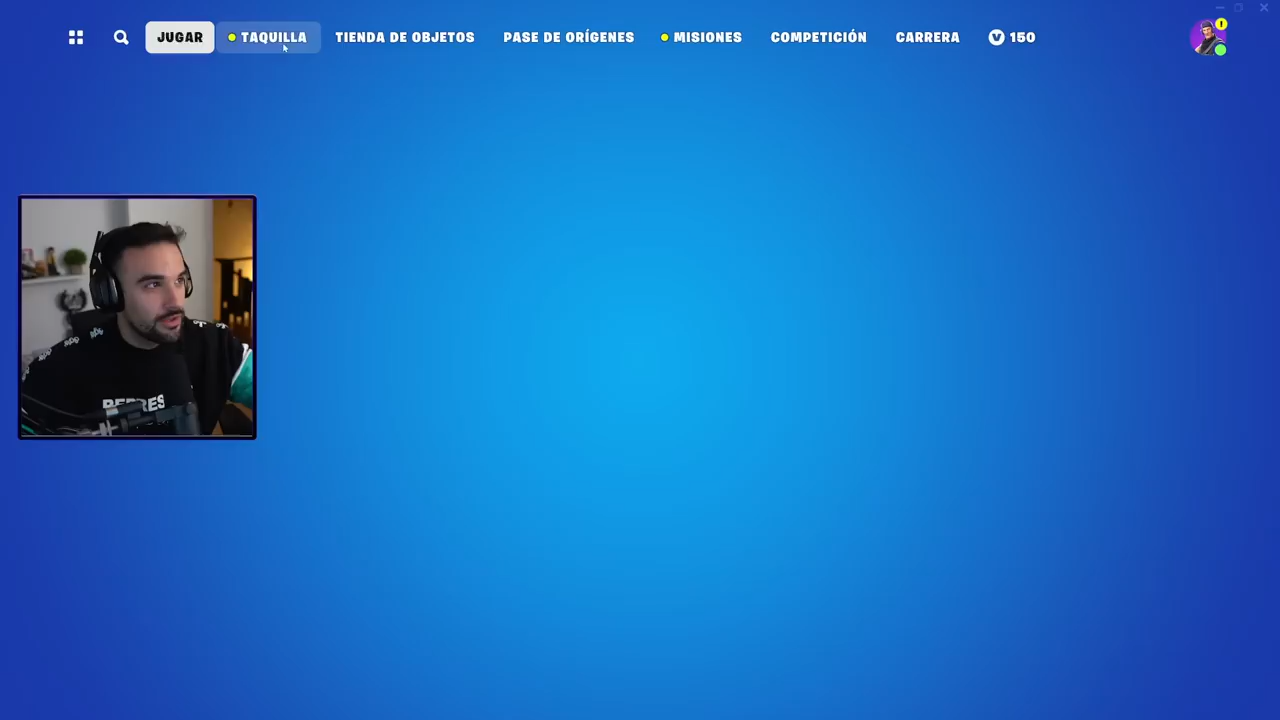 JUGAR TAQUILLA TIENDA DE OBJETOS PASE DE ORÍGENES MISIONES COMPETICIÓN CARRERA V 150